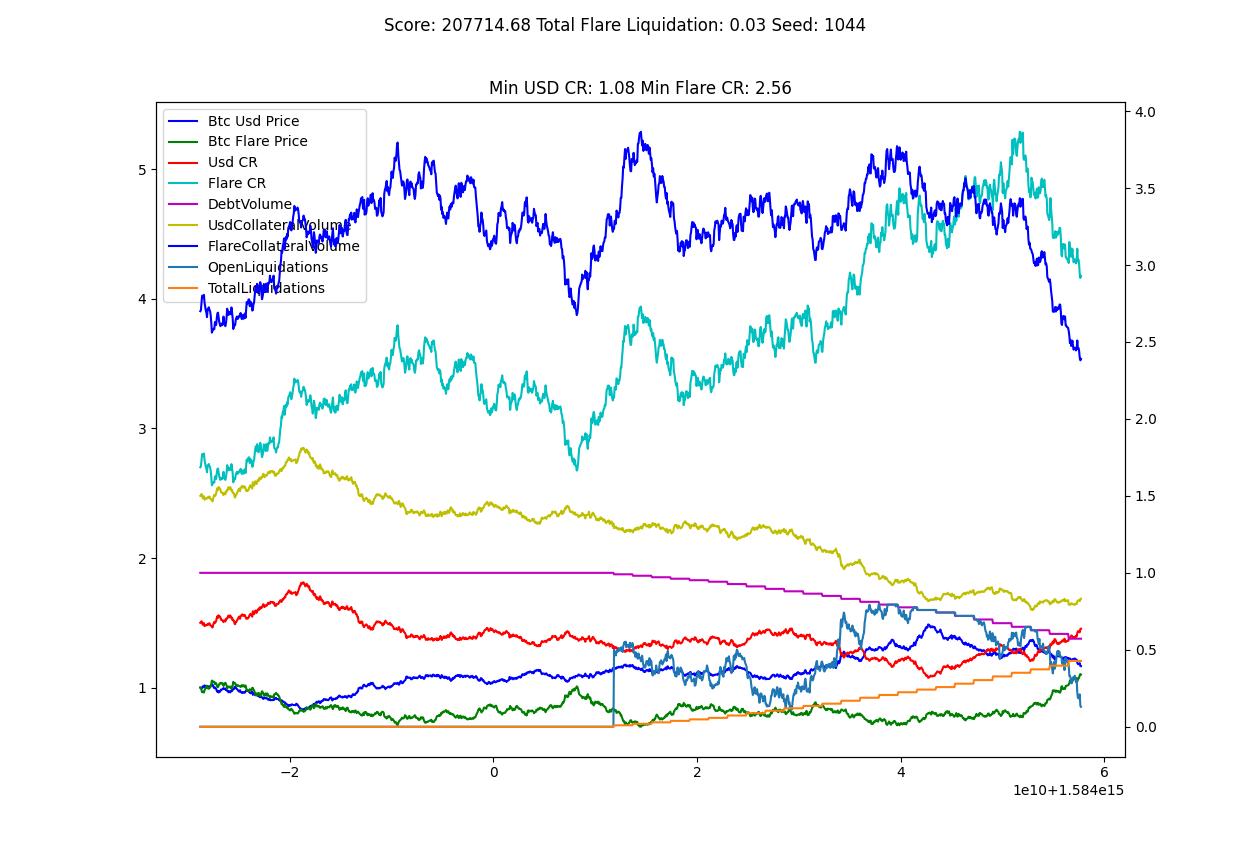 Score: 207714.68 Total Flare Liquidation: 0.03 Seed: 1044
Min USD CR: 1.08 Min Flare CR: 2.56
Btc Usd Price
Btc Flare Price
Usd CR
Flare CR
DebtVolume
UsdCollateralVolume
FlareCollateralVolume
OpenLiquidations
TotalLiquidations
5
4
3
2
1
4.0
3.5
3.0
2.5
2.0
1.5
1.0
0.5
0.0
−2
0
2
4
6
1e10+1.584e15